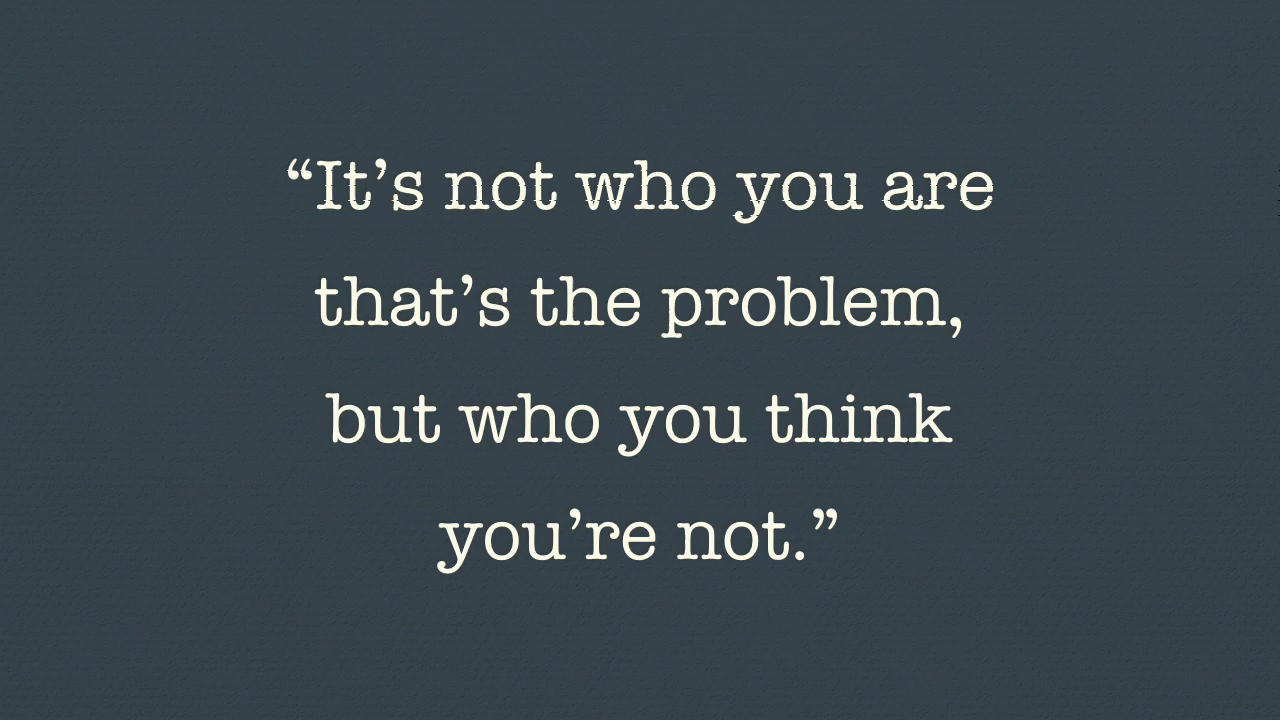 “It’s not who you are
that’s the problem,
but who you think
you’re not.”